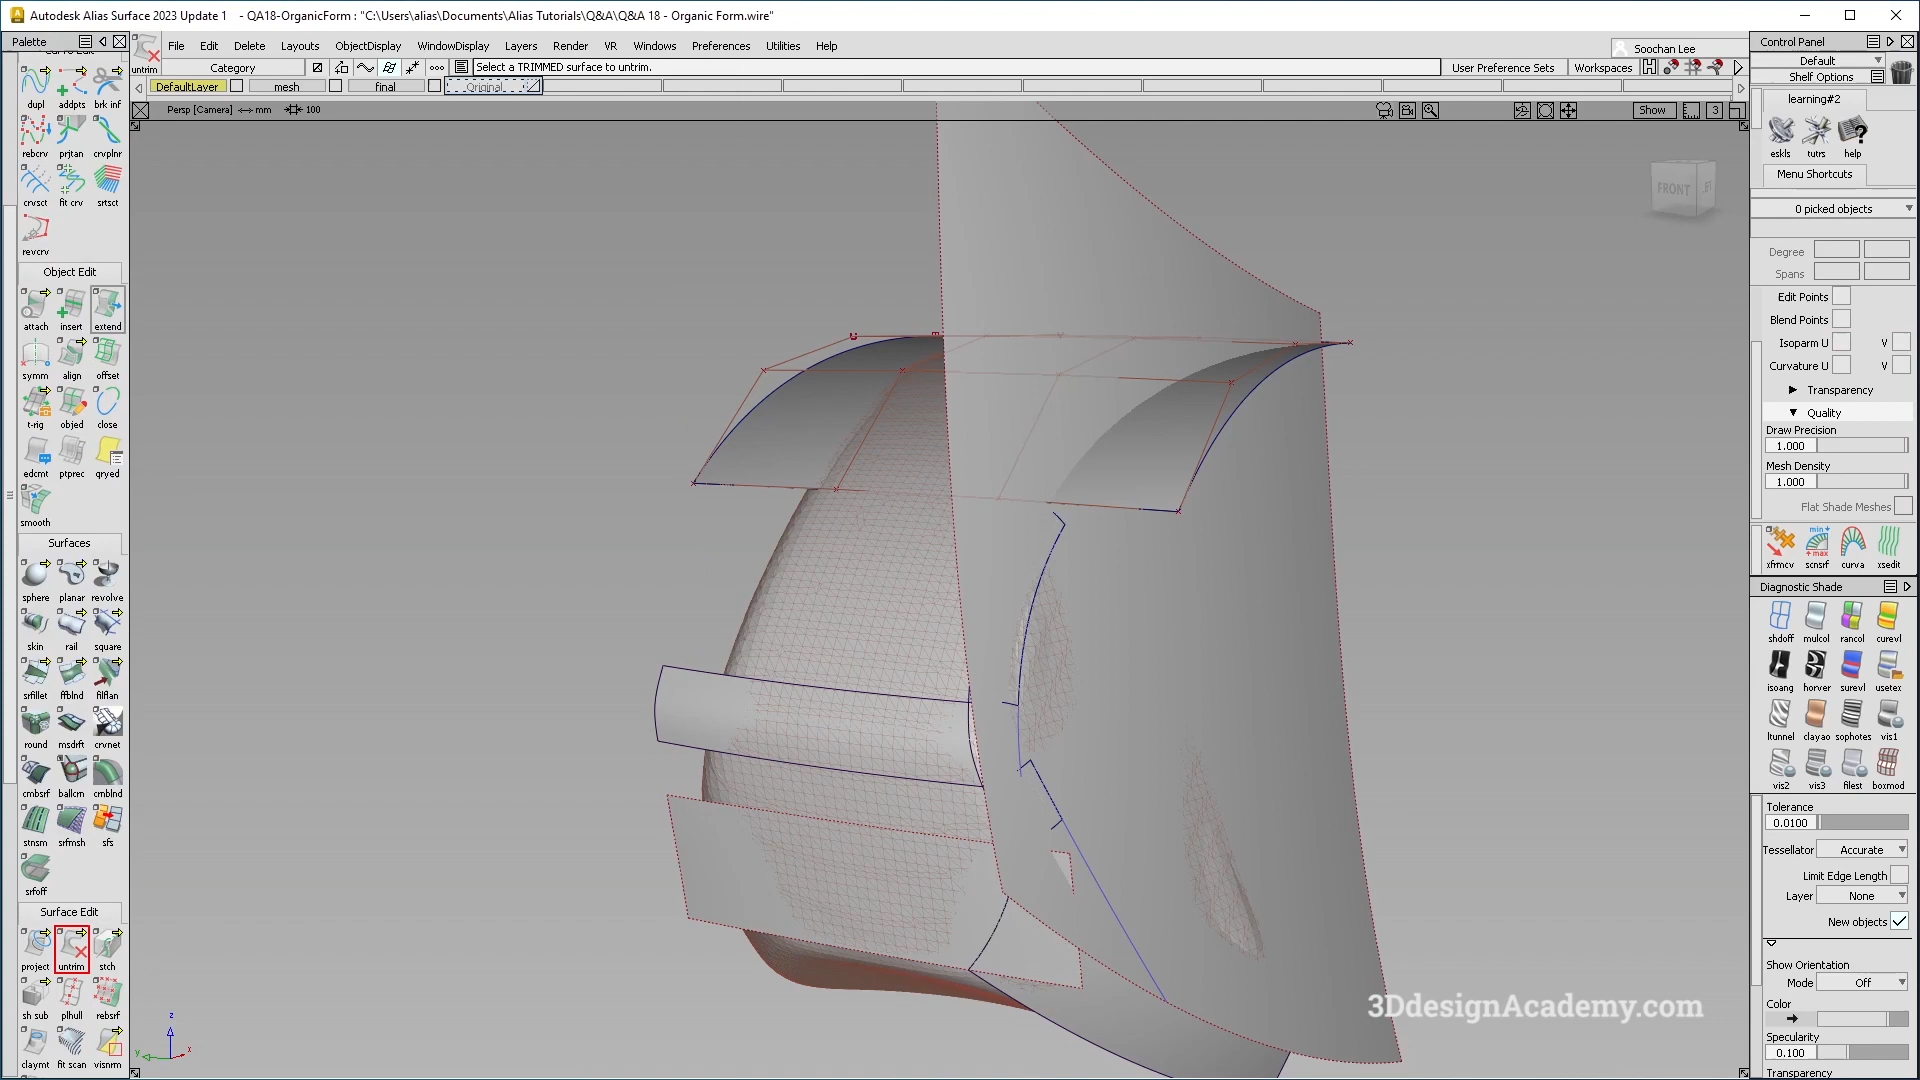 Autodesk Alias Surface 2023 Update 1 - QA18-OrganicForm : "C:\Users\alias\Documents\Alias Tutorials\Q&A\Q&A 18 - Organic Form.wire"
Palette
untrim
File Edit Delete Layouts ObjectDisplay WindowDisplay Layers Render VR Windows Preferences Utilities Help
Soochan Lee
Category
Select a TRIMMED surface to untrim.
User Preference Sets
Workspaces
DefaultLayer mesh final Original
Persp [Camera] mm 100
Show
3
dupl addpts brk inf
rebcrv prjtan crvplnr
crvsct fit crv srtsct
revcrv
Object Edit
attach insert extend
symm align offset
t-rig objed close
edcmt ptprec qryed
smooth
Surfaces
sphere planar revolve
skin rail square
srfillet ffblnd filflan
round msdrft crvnet
cmbsrf ballcrn cmblnd
stnsm srfmsh sfs
srfoff
Surface Edit
project untrim stch
sh sub plhull rebsrf
claymt fit scan visnrm
FRONT
z
y
x
3DdesignAcademy.com
Control Panel
Default
Shelf Options
learning#2
eskls tutrs help
Menu Shortcuts
0 picked objects
Degree
Spans
Edit Points
Blend Points
Isoparm U V
Curvature U V
Transparency
Quality
Draw Precision
1.000
Mesh Density
1.000
Flat Shade Meshes
xfrmcv scnsrf curva xsedit
Diagnostic Shade
shdoff mulcol rancol curevl
isoang horver surevl usetex
ltunnel clayao sophotes vis1
vis2 vis3 filest boxmod
Tolerance
0.0100
Tessellator Accurate
Limit Edge Length
Layer None
New objects
Show Orientation
Mode Off
Color
Specularity
0.100
Transparency